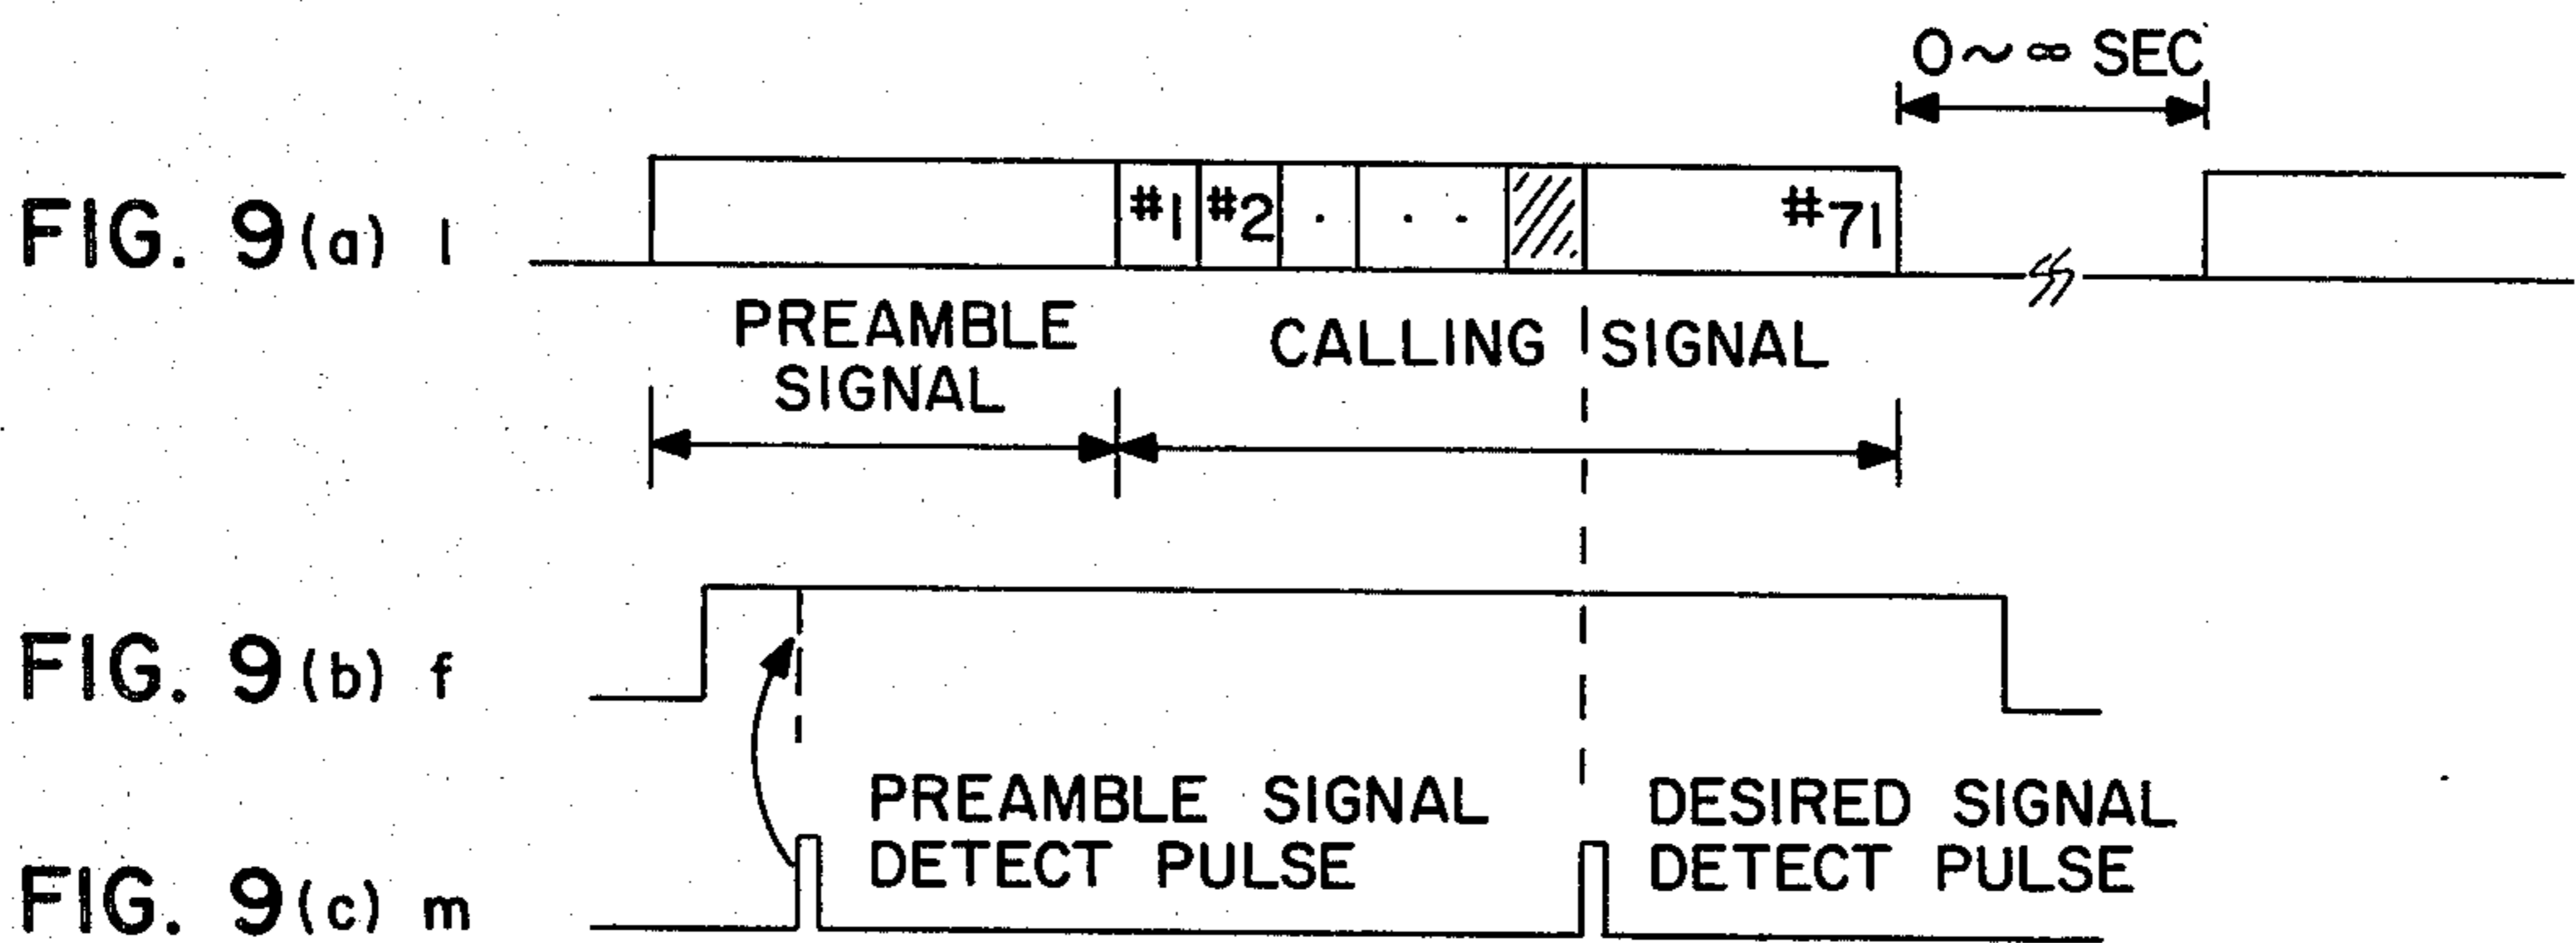 0~∞ SEC
FIG. 9(a) l
#1 #2 . . . #71
PREAMBLE
SIGNAL
CALLING SIGNAL
FIG. 9(b) f
PREAMBLE SIGNAL
DETECT PULSE
DESIRED SIGNAL
DETECT PULSE
FIG. 9(c) m